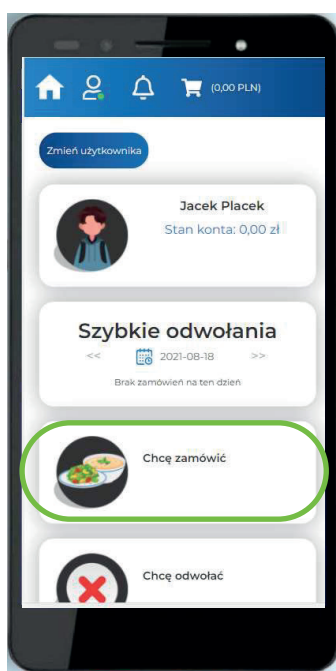 (0,00 PLN)
Zmień użytkownika
Jacek Placek
Stan konta: 0,00 zł
Szybkie odwołania
<< 2021-08-18 >>
Brak zamówień na ten dzień
Chcę zamówić
Chcę odwołać